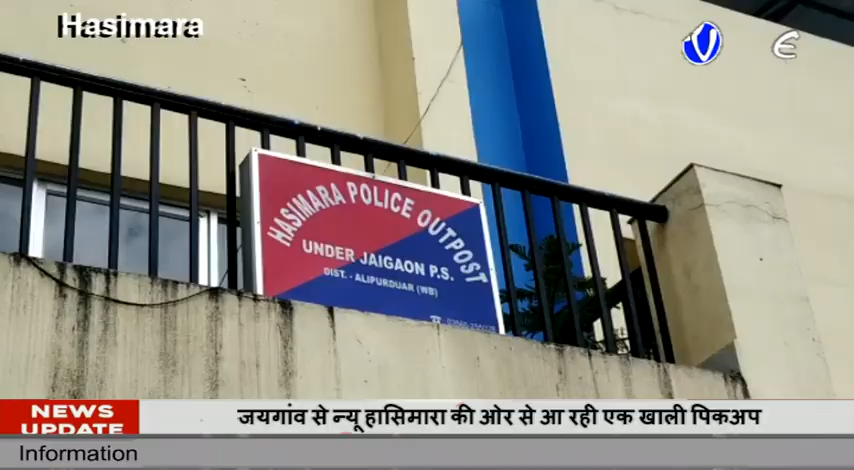 Hasimara
HASIMARA POLICE OUTPOST
UNDER JAIGAON P.S.
DIST. - ALIPURDUAR (WB)
NEWS
UPDATE
जयगांव से न्यू हासिमारा की ओर से आ रही एक खाली पिकअप
Information